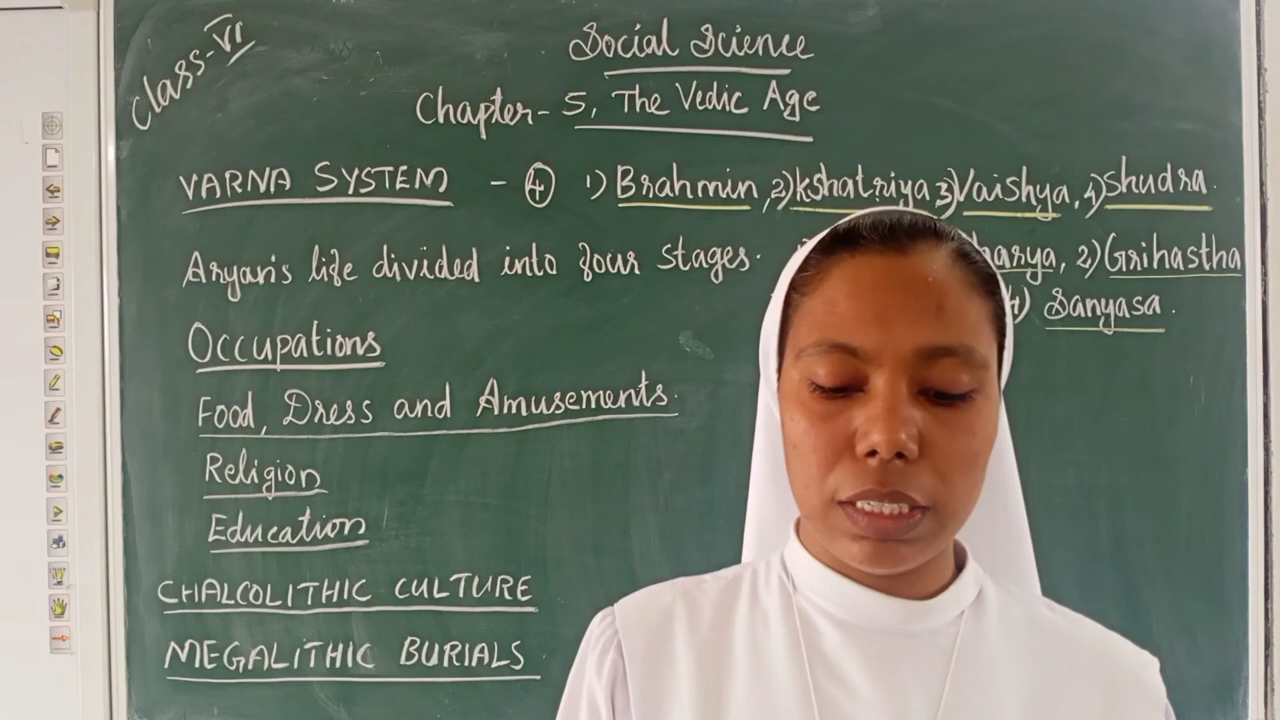 Class-VI
Social Science
Chapter- 5, The Vedic Age
VARNA SYSTEM - 4 1) Brahmin, 2) kshatriya 3) Vaishya, 4) Shudra.
Aryan's life divided into four stages. 2) Grihastha
4) Sanyasa.
Occupations
Food, Dress and Amusements.
Religion
Education
CHALCOLITHIC CULTURE
MEGALITHIC BURIALS